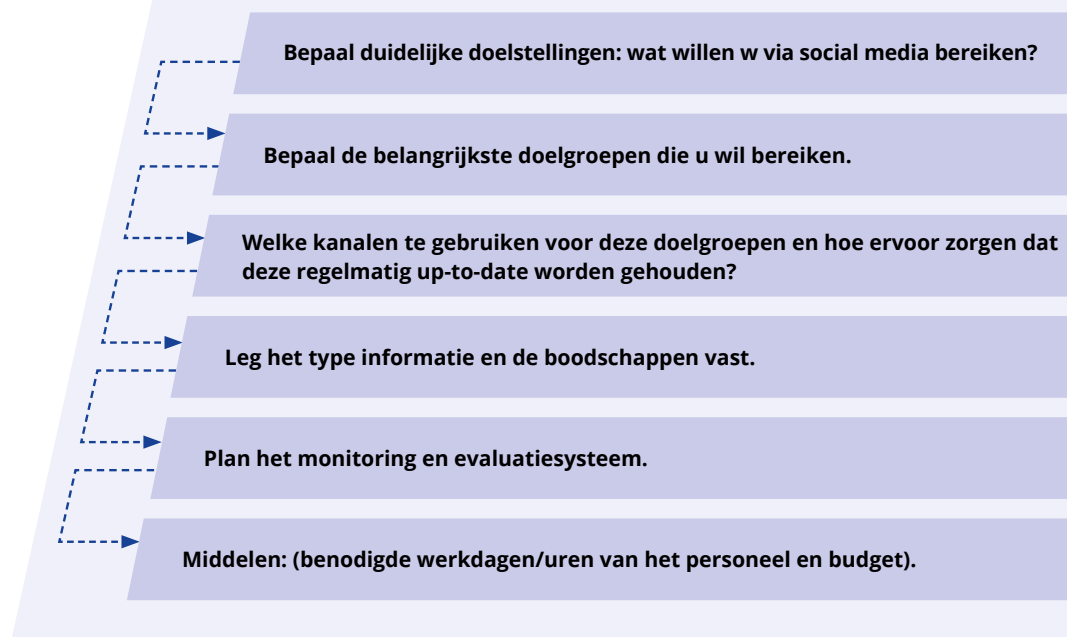 Bepaal duidelijke doelstellingen: wat willen w via social media bereiken?
Bepaal de belangrijkste doelgroepen die u wil bereiken.
Welke kanalen te gebruiken voor deze doelgroepen en hoe ervoor zorgen dat
deze regelmatig up-to-date worden gehouden?
Leg het type informatie en de boodschappen vast.
Plan het monitoring en evaluatiesysteem.
Middelen: (benodigde werkdagen/uren van het personeel en budget).